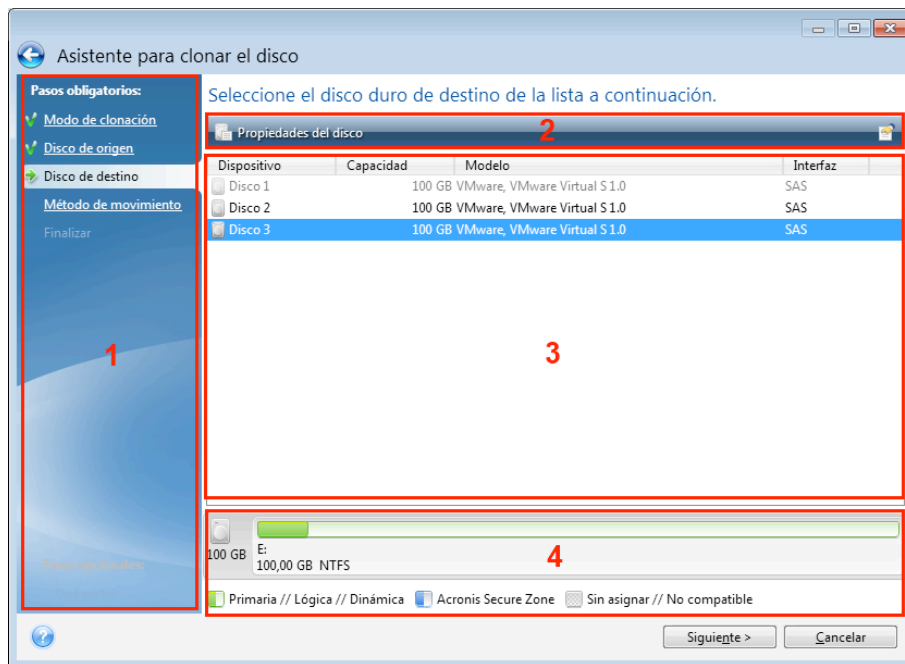 Asistente para clonar el disco
Pasos obligatorios:
Modo de clonación
Disco de origen
Disco de destino
Método de movimiento
Finalizar
1
Seleccione el disco duro de destino de la lista a continuación.
Propiedades del disco
2
Dispositivo Capacidad Modelo Interfaz
Disco 1 100 GB VMware, VMware Virtual S 1.0 SAS
Disco 2 100 GB VMware, VMware Virtual S 1.0 SAS
Disco 3 100 GB VMware, VMware Virtual S 1.0 SAS
3
100 GB
E:
100,00 GB NTFS
4
Primaria // Lógica // Dinámica Acronis Secure Zone Sin asignar // No compatible
Siguiente > Cancelar